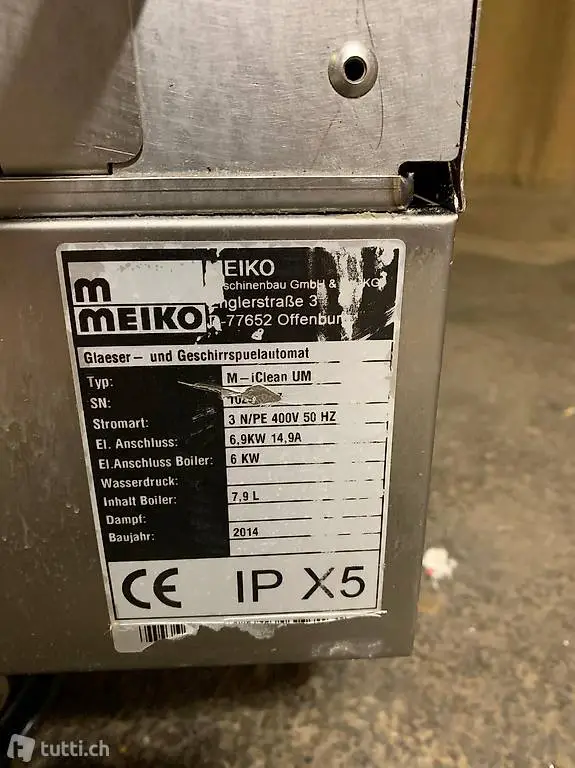 m
MEIKO
EIKO
schinenbau GmbH &
nglerstraße 3
-77652 Offenbur
Glaeser- und Geschirrspuelautomat
Typ: M-iClean UM
SN:
Stromart: 3 N/PE 400V 50 HZ
El. Anschluss: 6,9KW 14,9A
El.Anschluss Boiler: 6 KW
Wasserdruck:
Inhalt Boiler: 7,9 L
Dampf:
Baujahr: 2014
CE IP X5
tutti.ch